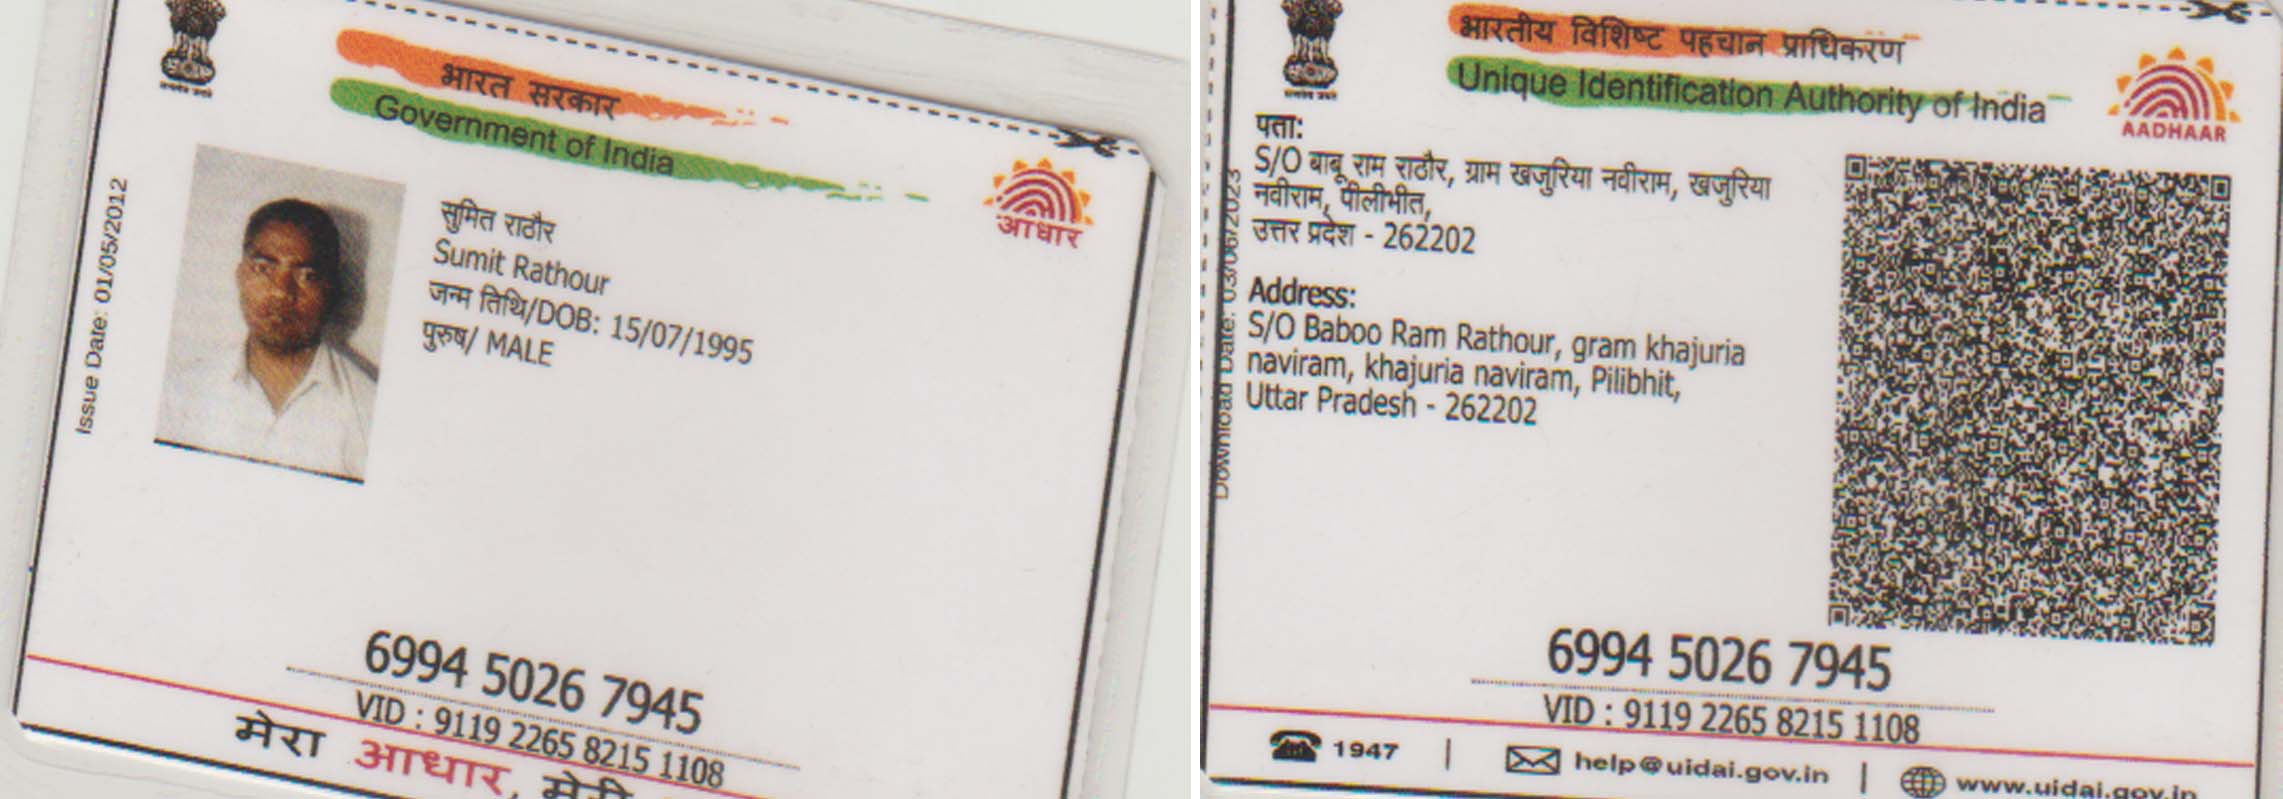 भारत सरकार
Government of India
आधार
Issue Date: 01/05/2012
सुमित राठौर
Sumit Rathour
जन्म तिथि/DOB: 15/07/1995
पुरुष/ MALE
6994 5026 7945
VID : 9119 2265 8215 1108
मेरा आधार, मेरी
भारतीय विशिष्ट पहचान प्राधिकरण
Unique Identification Authority of India
AADHAAR
Download Date: 03/06/2023
पता:
S/O बाबू राम राठौर, ग्राम खजुरिया नवीराम, खजुरिया
नवीराम, पीलीभीत,
उत्तर प्रदेश - 262202
Address:
S/O Baboo Ram Rathour, gram khajuria
naviram, khajuria naviram, Pilibhit,
Uttar Pradesh - 262202
6994 5026 7945
VID : 9119 2265 8215 1108
1947 | help@uidai.gov.in | www.uidai.gov.in